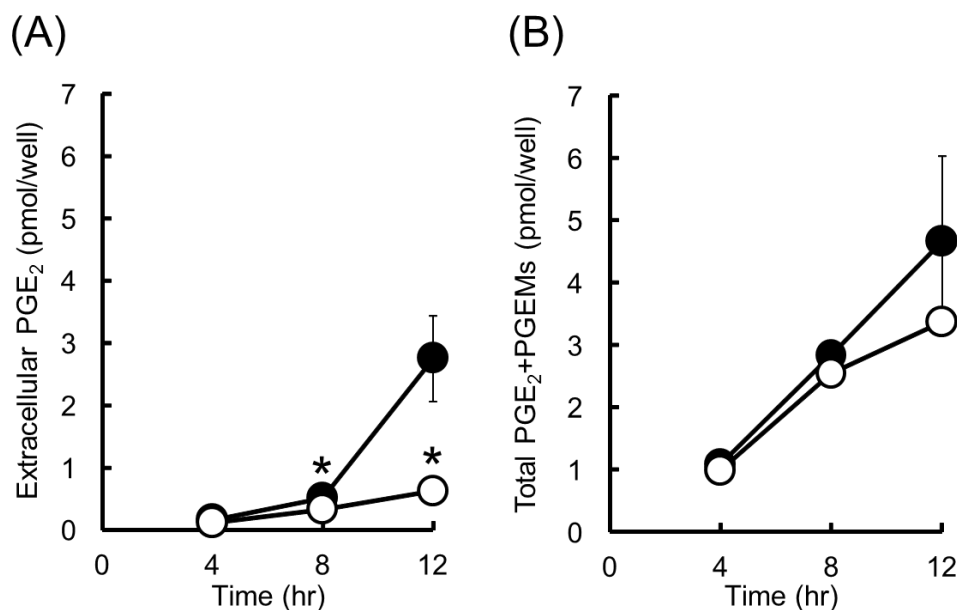 (A)
Extracellular PGE₂ (pmol/well)
7
6
5
4
3
2
1
0
0 4 8 12
* *
Time (hr)
(B)
Total PGE₂+PGEMs (pmol/well)
7
6
5
4
3
2
1
0
0 4 8 12
Time (hr)